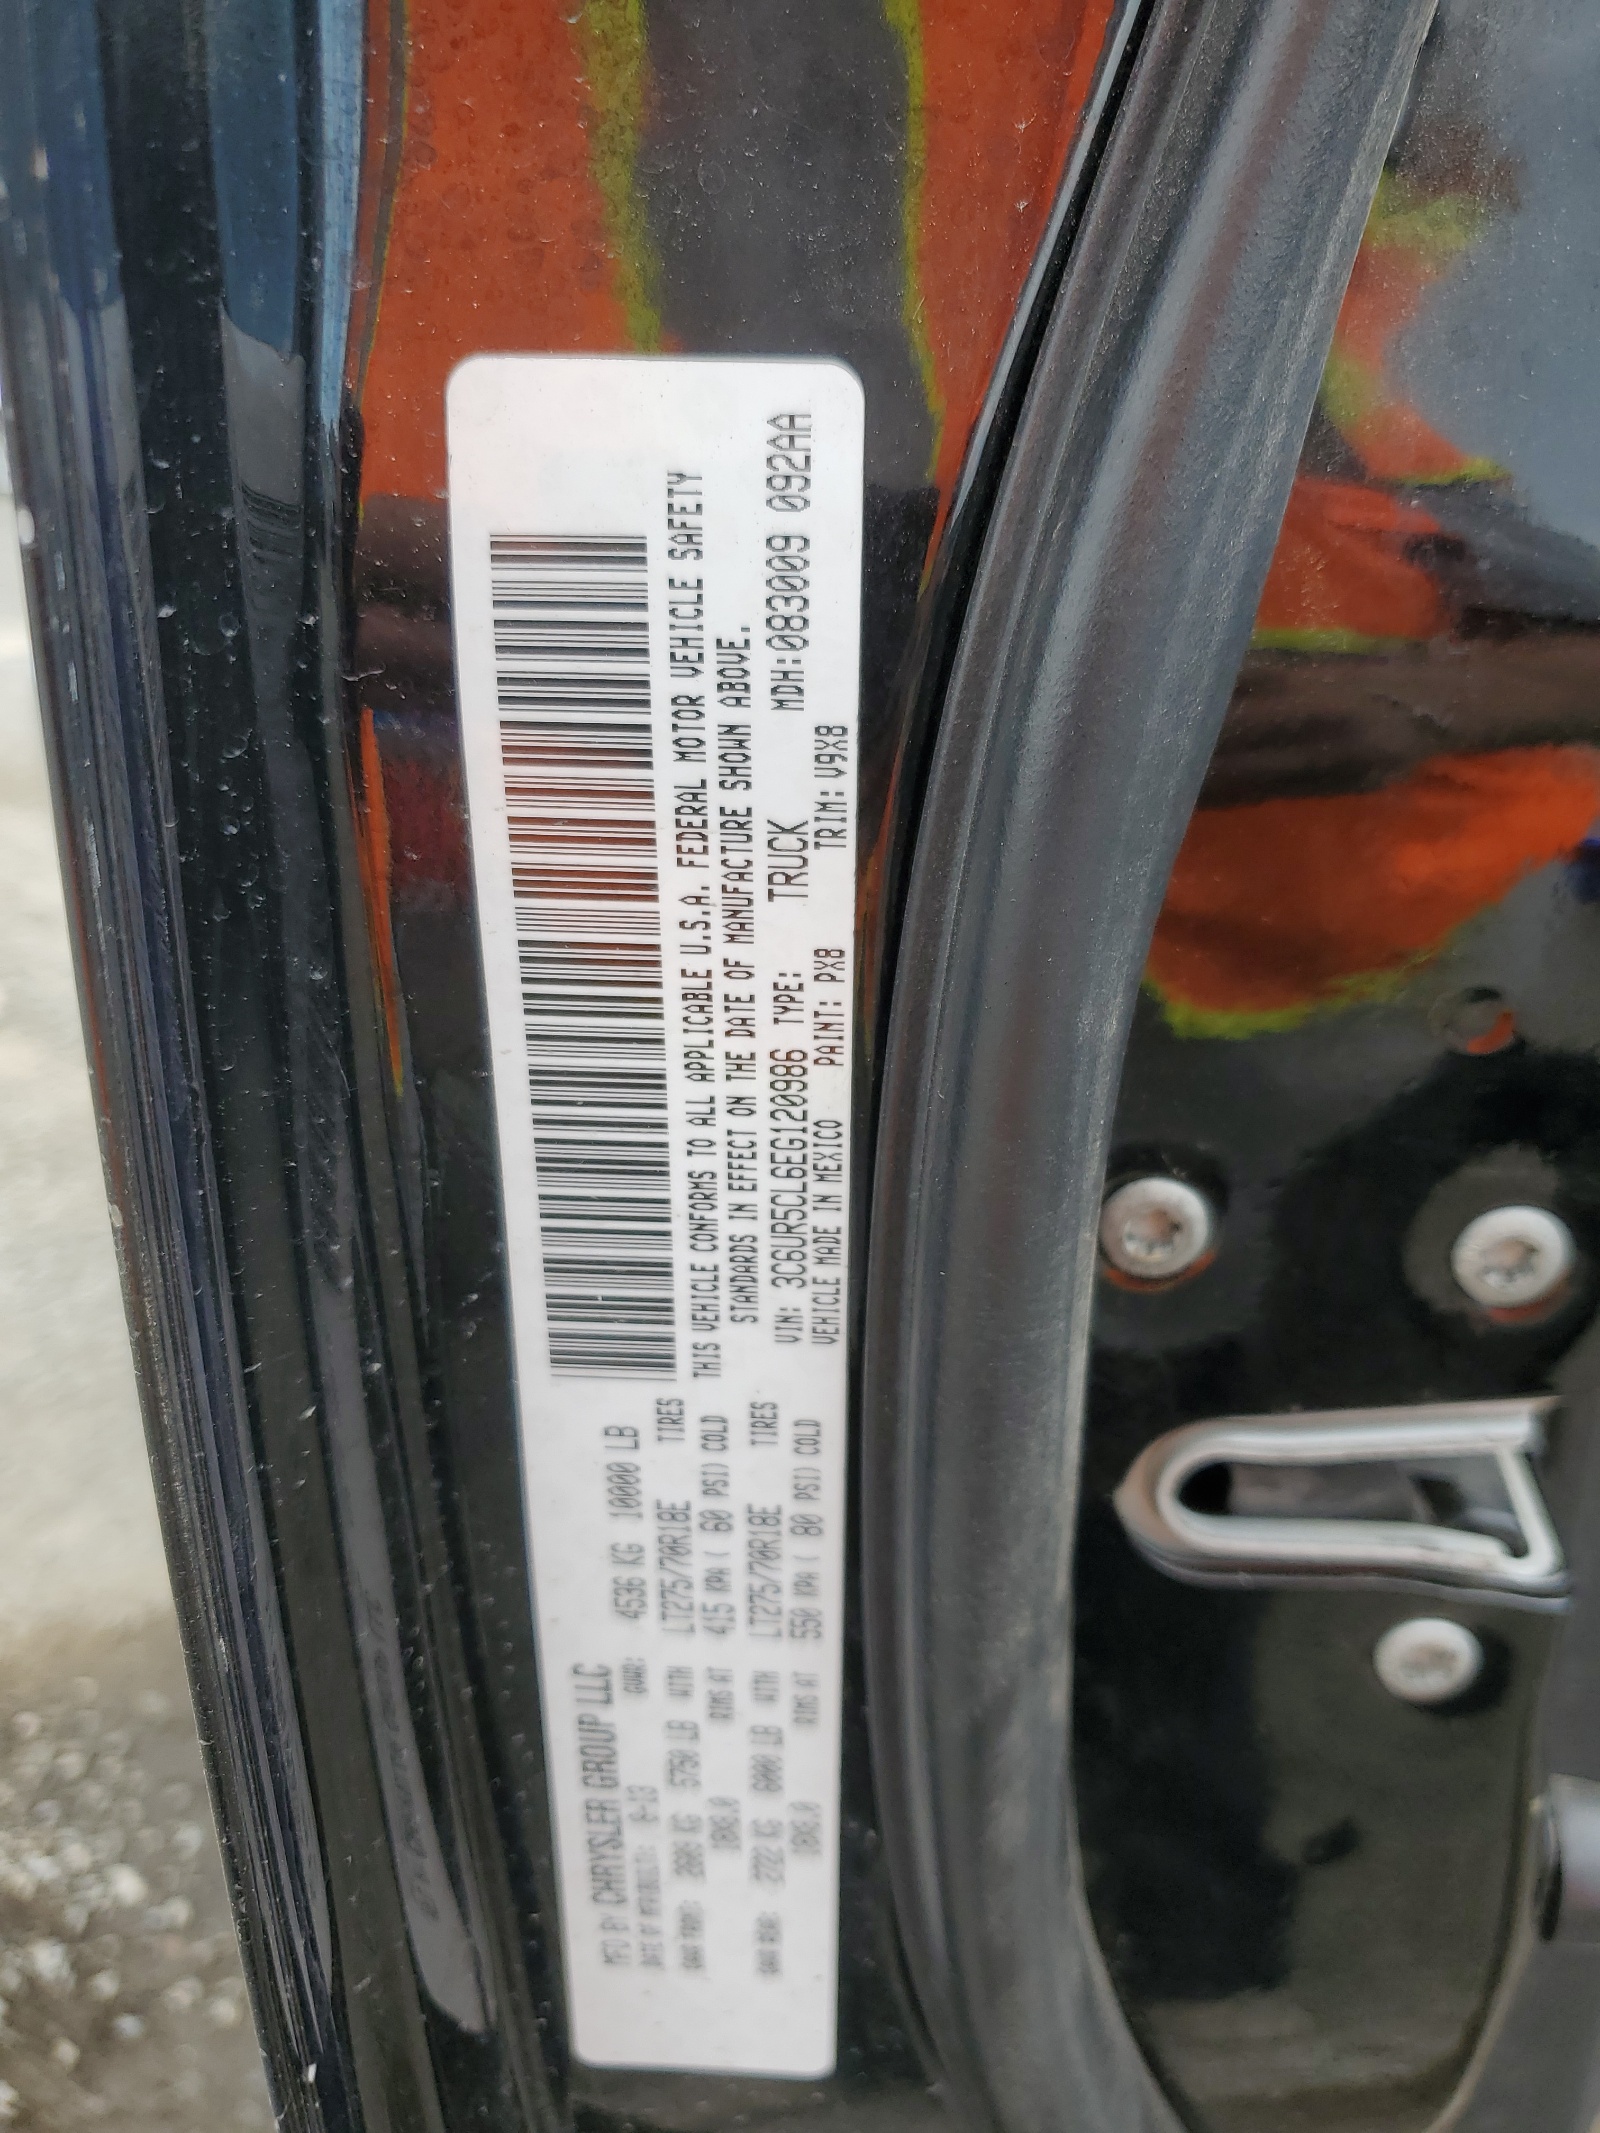 MFD BY CHRYSLER GROUP LLC
DATE OF MFR 8-13 GVWR: 4536 KG 10000 LB
GAWR FRONT: 2609 KG 5750 LB WITH LT275/70R18E TIRES
18X8.0 RIMS AT 415 KPA ( 60 PSI) COLD
GAWR REAR: 2722 KG 6000 LB WITH LT275/70R18E TIRES
18X8.0 RIMS AT 550 KPA ( 80 PSI) COLD
THIS VEHICLE CONFORMS TO ALL APPLICABLE U.S.A. FEDERAL MOTOR VEHICLE SAFETY
STANDARDS IN EFFECT ON THE DATE OF MANUFACTURE SHOWN ABOVE.
VIN: 3C6UR5CL6EG120986 TYPE: TRUCK MDH:083009 092AA
VEHICLE MADE IN MEXICO PAINT: PX8 TRIM: V9X8